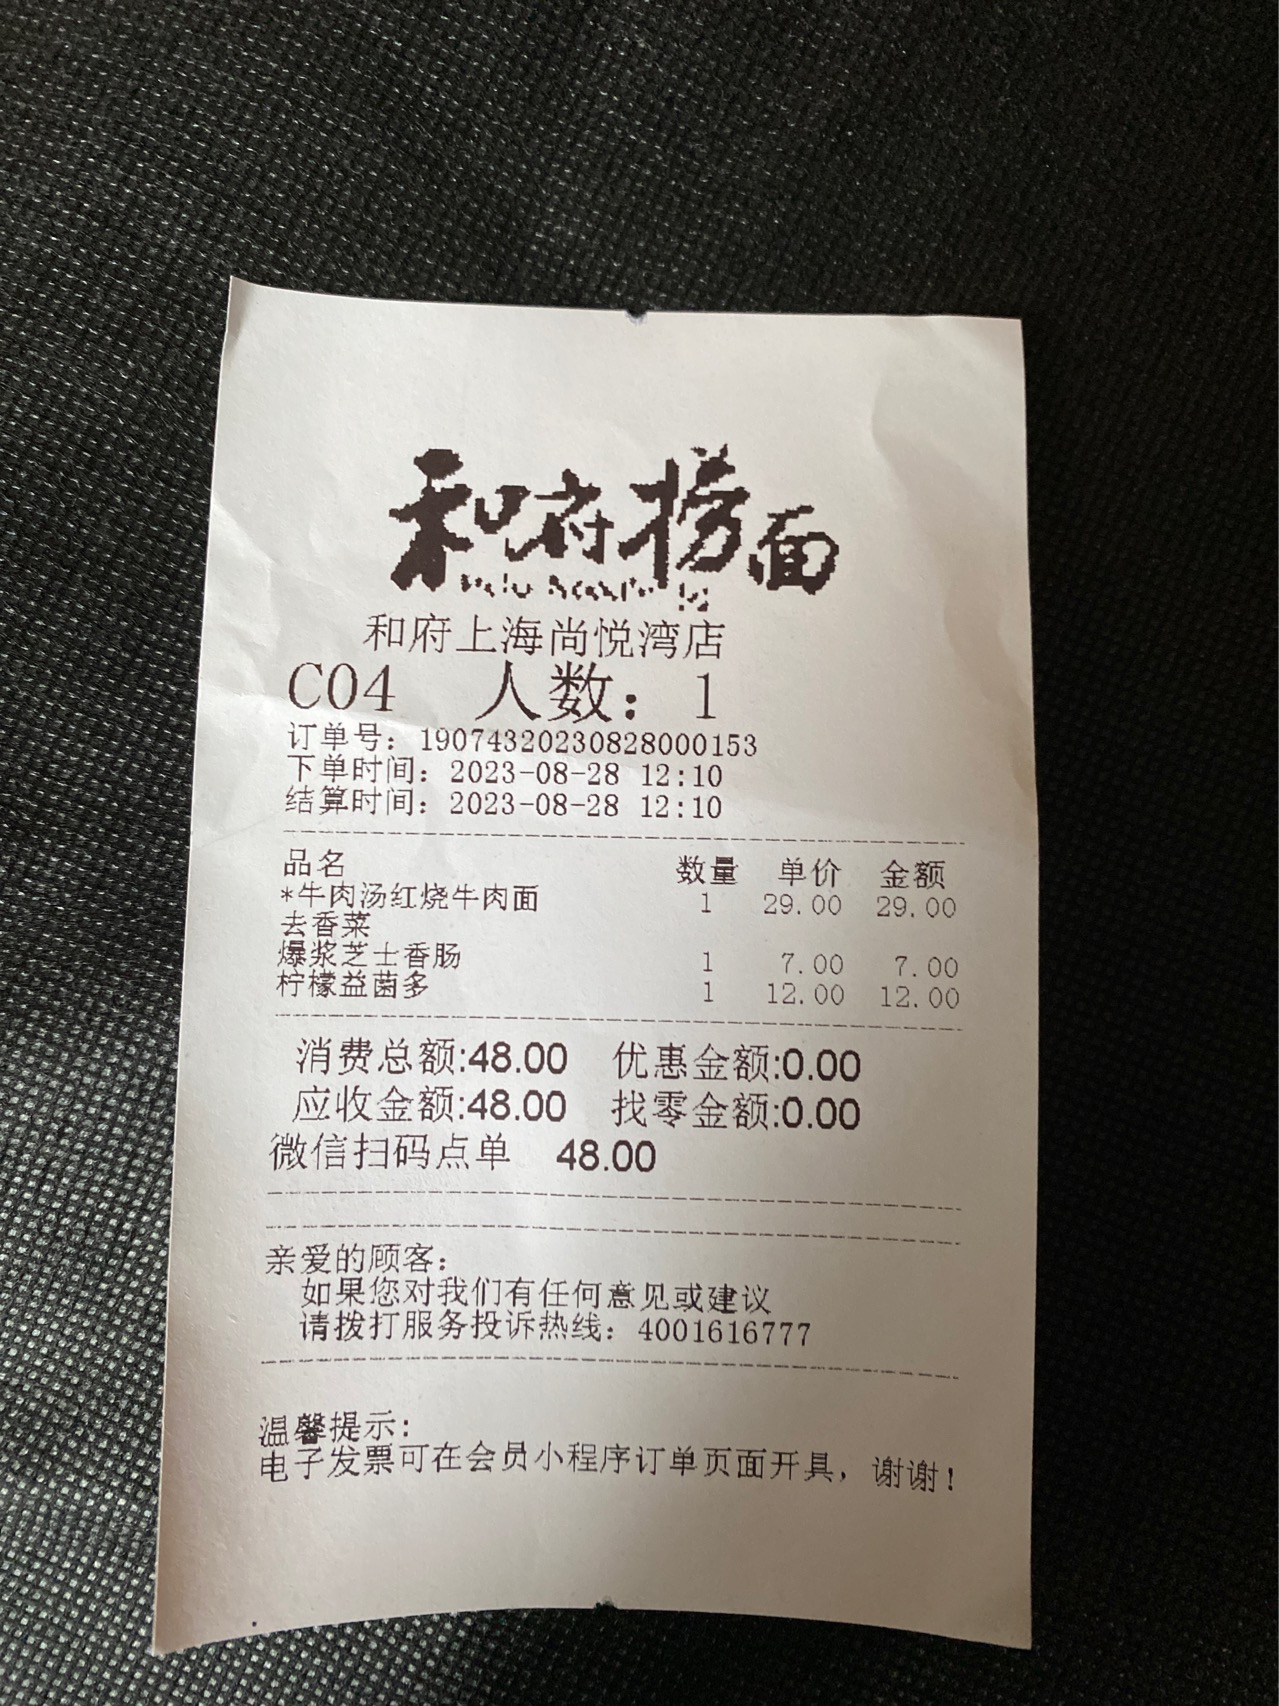 和府捞面
和府上海尚悦湾店
C04 人数：1
订单号：19074320230828000153
下单时间：2023-08-28 12:10
结算时间：2023-08-28 12:10
品名 数量 单价 金额
*牛肉汤红烧牛肉面 1 29.00 29.00
去香菜
爆浆芝士香肠 1 7.00 7.00
柠檬益菌多 1 12.00 12.00
消费总额:48.00 优惠金额:0.00
应收金额:48.00 找零金额:0.00
微信扫码点单 48.00
亲爱的顾客：
如果您对我们有任何意见或建议
请拨打服务投诉热线：4001616777
温馨提示:
电子发票可在会员小程序订单页面开具，谢谢！